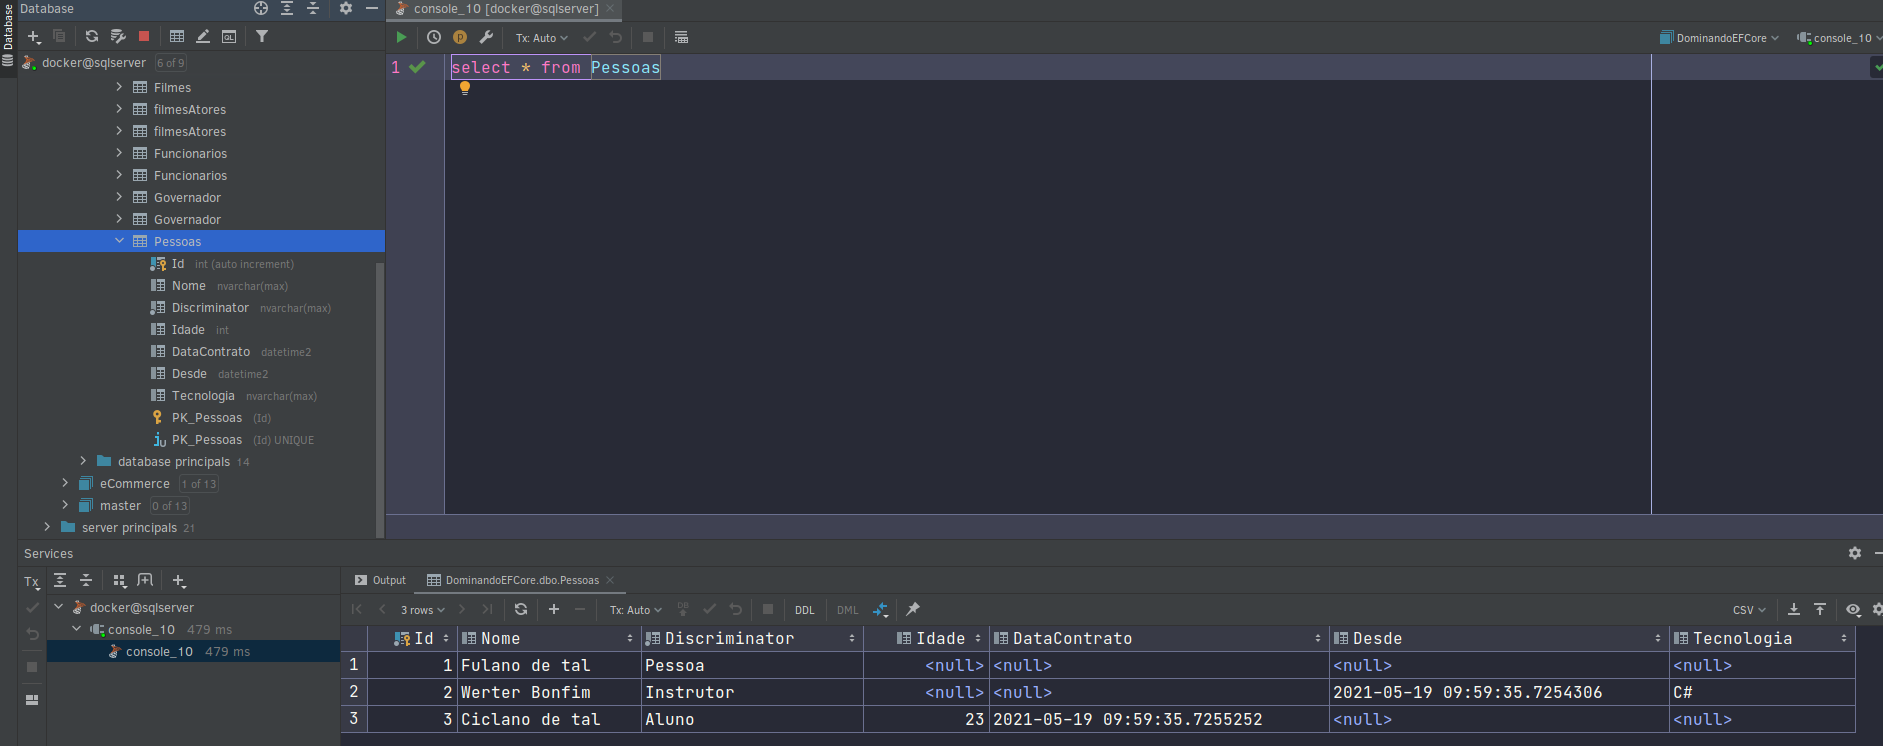 Database
console_10 [docker@sqlserver]
Database
Tx: Auto
DominandoEFCore
console_10
docker@sqlserver 6 of 9
1 select * from Pessoas
Filmes
filmesAtores
filmesAtores
Funcionarios
Funcionarios
Governador
Governador
Pessoas
Id int (auto increment)
Nome nvarchar(max)
Discriminator nvarchar(max)
Idade int
DataContrato datetime2
Desde datetime2
Tecnologia nvarchar(max)
PK_Pessoas (Id)
PK_Pessoas (Id) UNIQUE
database principals 14
eCommerce 1 of 13
master 0 of 13
server principals 21
Services
Tx
docker@sqlserver
console_10 479 ms
console_10 479 ms
Output DominandoEFCore.dbo.Pessoas
3 rows Tx: Auto DB DDL DML CSV
Id Nome Discriminator Idade DataContrato Desde Tecnologia
1 1 Fulano de tal Pessoa <null> <null> <null> <null>
2 2 Werter Bonfim Instrutor <null> <null> 2021-05-19 09:59:35.7254306 C#
3 3 Ciclano de tal Aluno 23 2021-05-19 09:59:35.7255252 <null> <null>